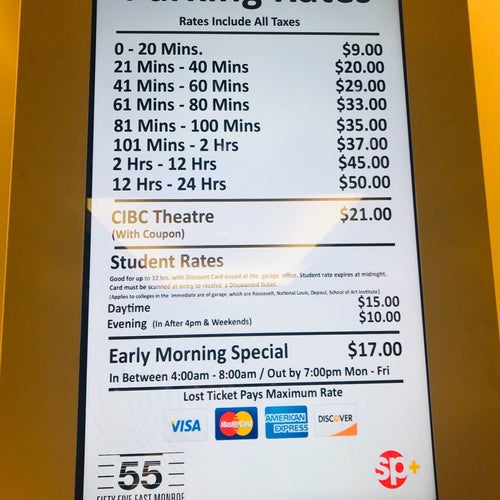 Parking Rates
Rates Include All Taxes
0 - 20 Mins. $9.00
21 Mins - 40 Mins $20.00
41 Mins - 60 Mins $29.00
61 Mins - 80 Mins $33.00
81 Mins - 100 Mins $35.00
101 Mins - 2 Hrs $37.00
2 Hrs - 12 Hrs $45.00
12 Hrs - 24 Hrs $50.00
CIBC Theatre $21.00
(With Coupon)
Student Rates
Good for up to 12 hrs. with Discount Card issued at the garage office. Student rate expires at midnight.
Card must be scanned at entry to receive a Discounted ticket.
(Applies to colleges in the immediate are of garage, which are Roosevelt, National Louis, Depaul, School of Art Institute)
Daytime $15.00
Evening (In After 4pm & Weekends) $10.00
Early Morning Special $17.00
In Between 4:00am - 8:00am / Out by 7:00pm Mon - Fri
Lost Ticket Pays Maximum Rate
VISA MasterCard AMERICAN EXPRESS DISCOVER
55
FIFTY FIVE EAST MONROE
sp+